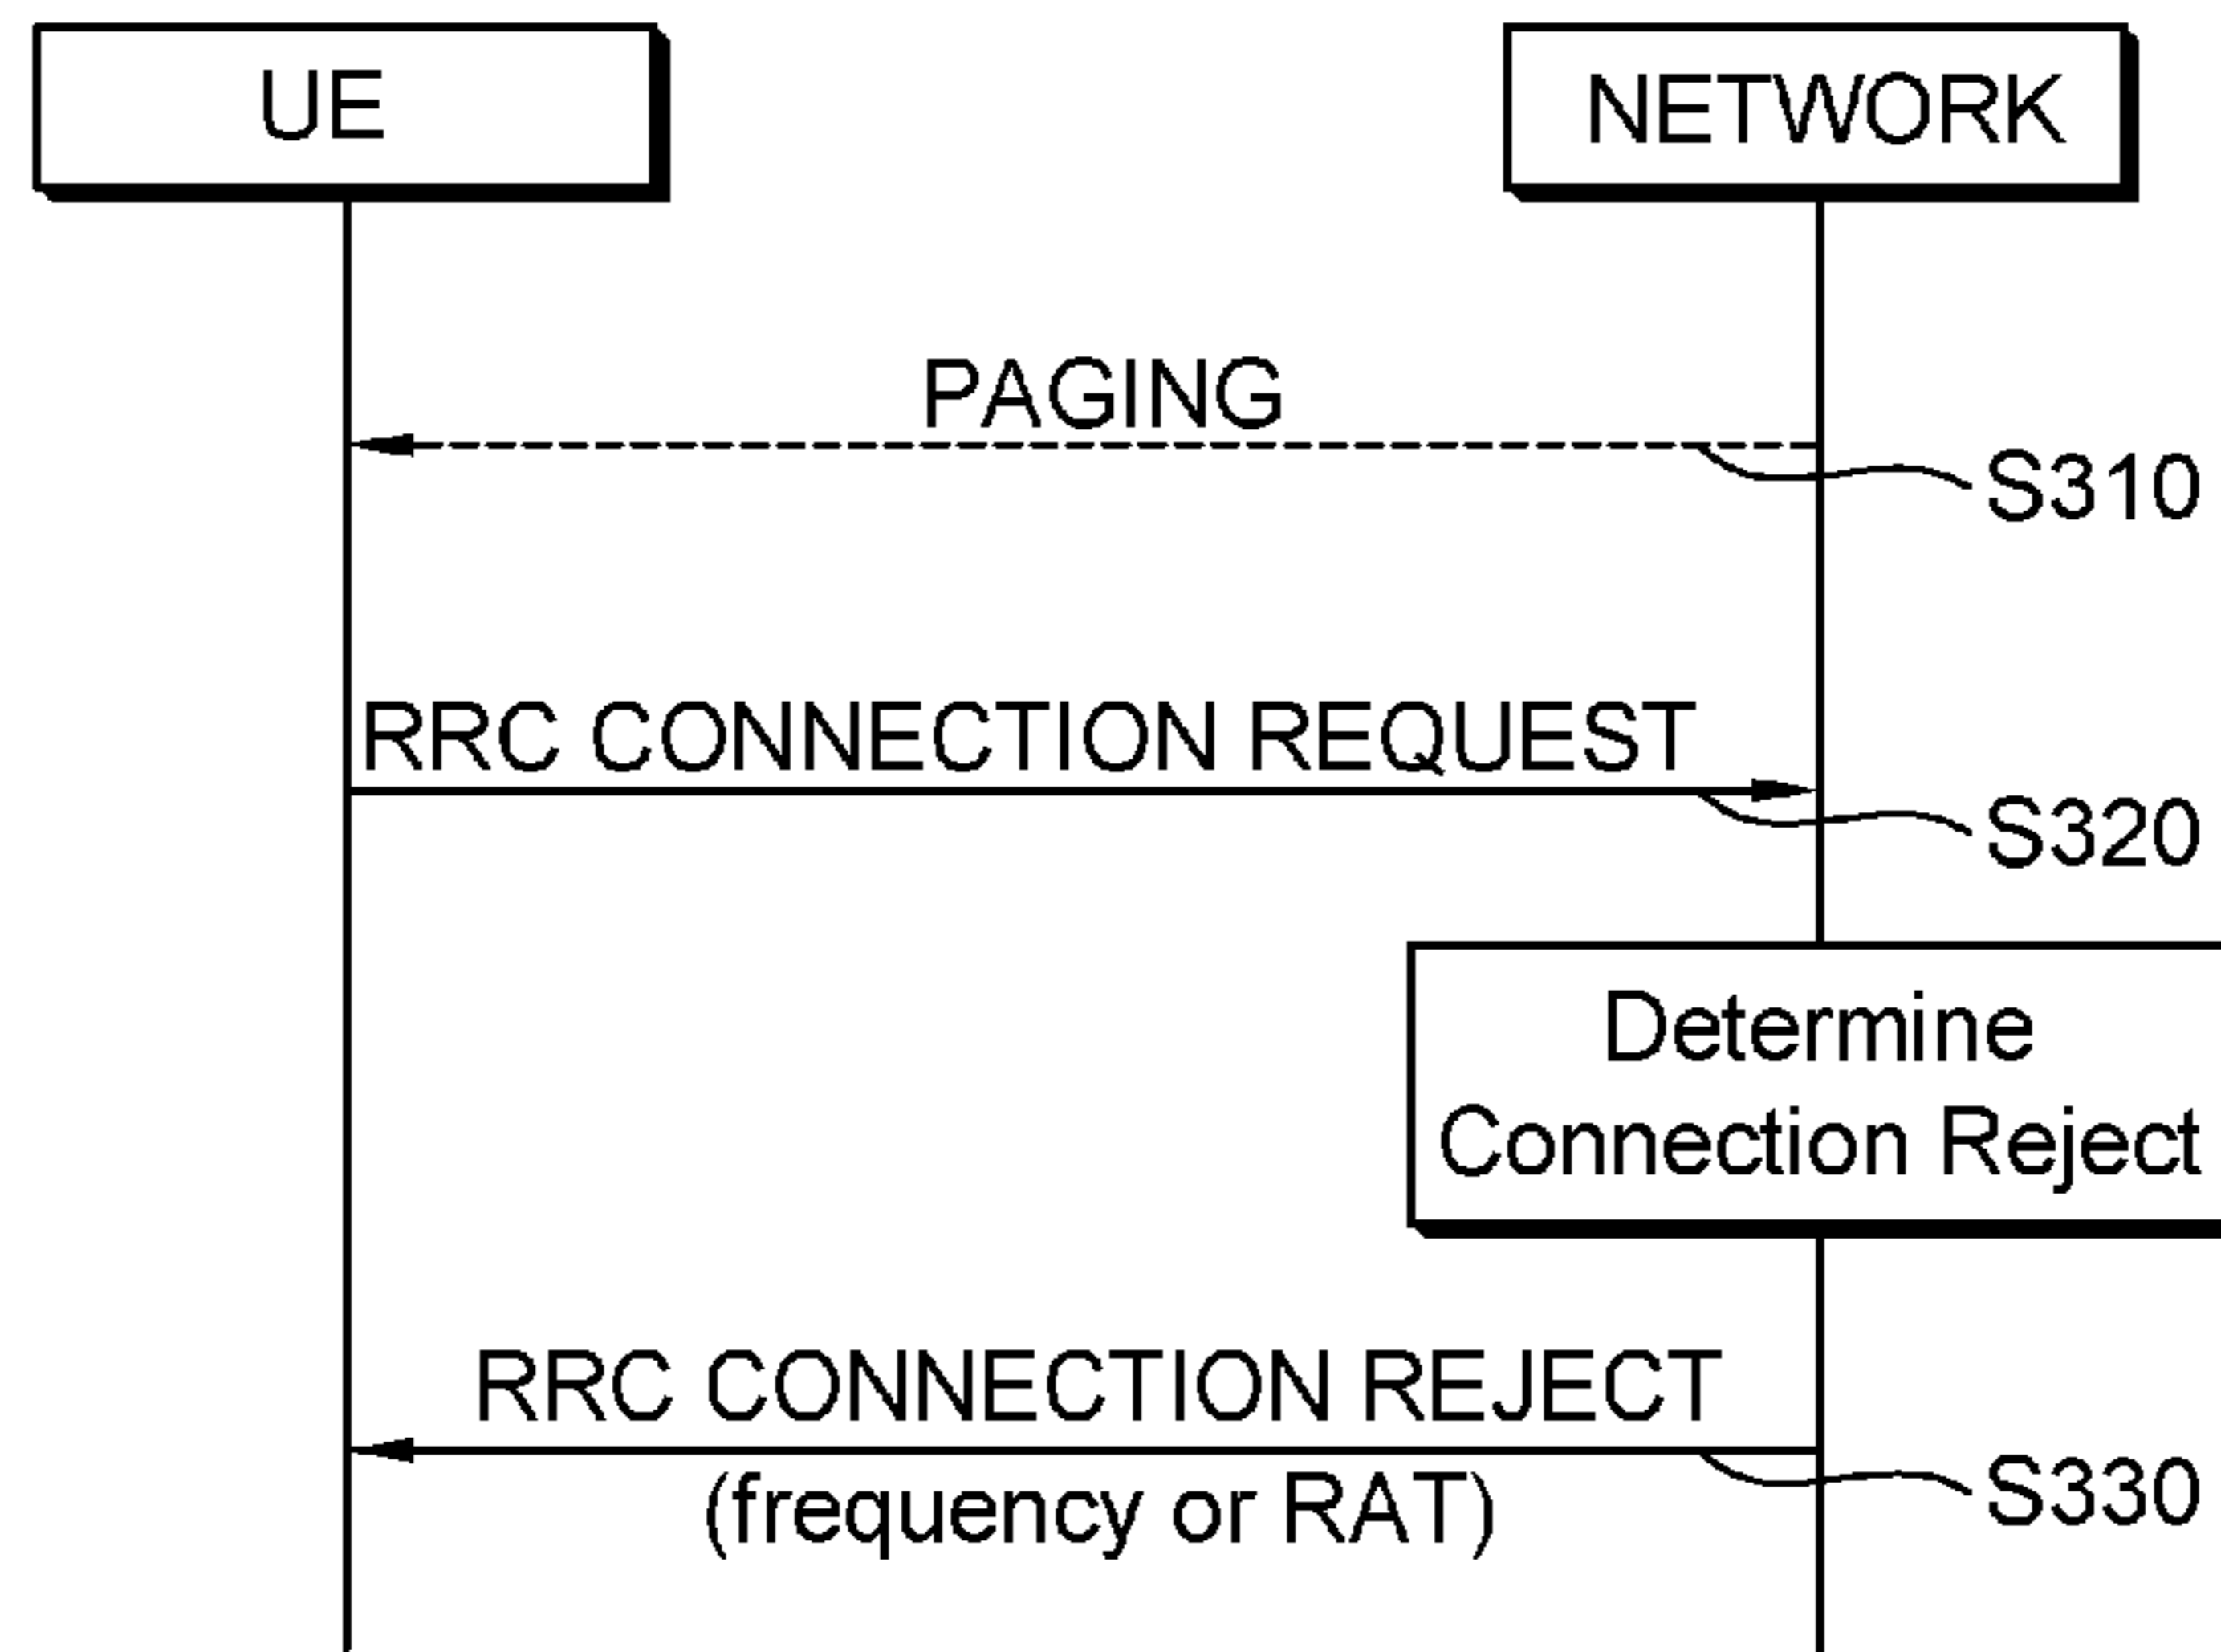 UE
NETWORK
PAGING
S310
RRC CONNECTION REQUEST
S320
Determine
Connection Reject
RRC CONNECTION REJECT
(frequency or RAT)
S330